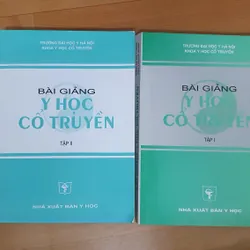 TRƯỜNG ĐẠI HỌC Y HÀ NỘI
KHOA Y HỌC CỔ TRUYỀN
BÀI GIẢNG
Y HỌC
CỔ TRUYỀN
TẬP II
NHÀ XUẤT BẢN Y HỌC
TRƯỜNG ĐẠI HỌC Y HÀ NỘI
KHOA Y HỌC CỔ TRUYỀN
BÀI GIẢNG
Y HỌC
CỔ TRUYỀN
TẬP I
NHÀ XUẤT BẢN Y HỌC